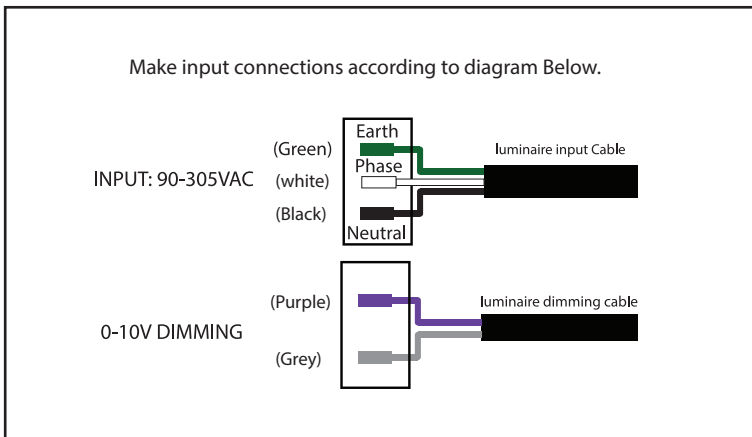 Make input connections according to diagram Below.
Earth
(Green)
luminaire input Cable
Phase
INPUT: 90-305VAC
(white)
(Black)
Neutral
(Purple)
luminaire dimming cable
0-10V DIMMING
(Grey)